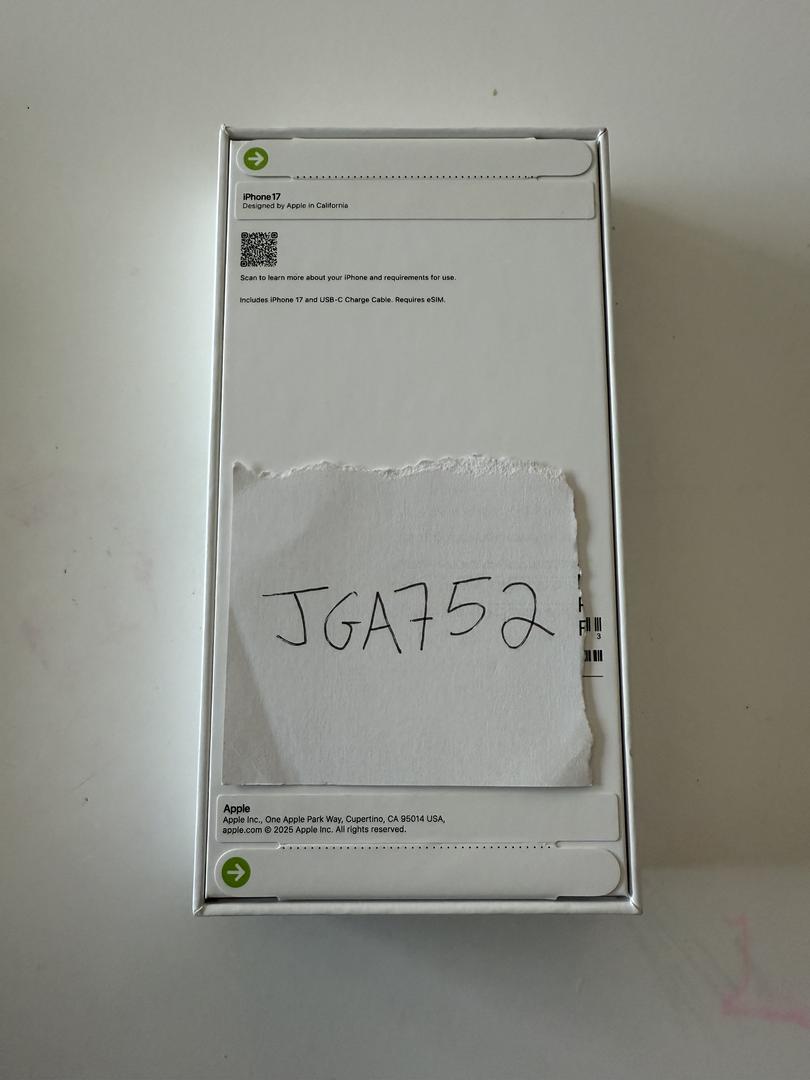 iPhone 17
Designed by Apple in California
Scan to learn more about your iPhone and requirements for use.
Includes iPhone 17 and USB-C Charge Cable. Requires eSIM.
JGA752
3
Apple
Apple Inc., One Apple Park Way, Cupertino, CA 95014 USA,
apple.com © 2025 Apple Inc. All rights reserved.